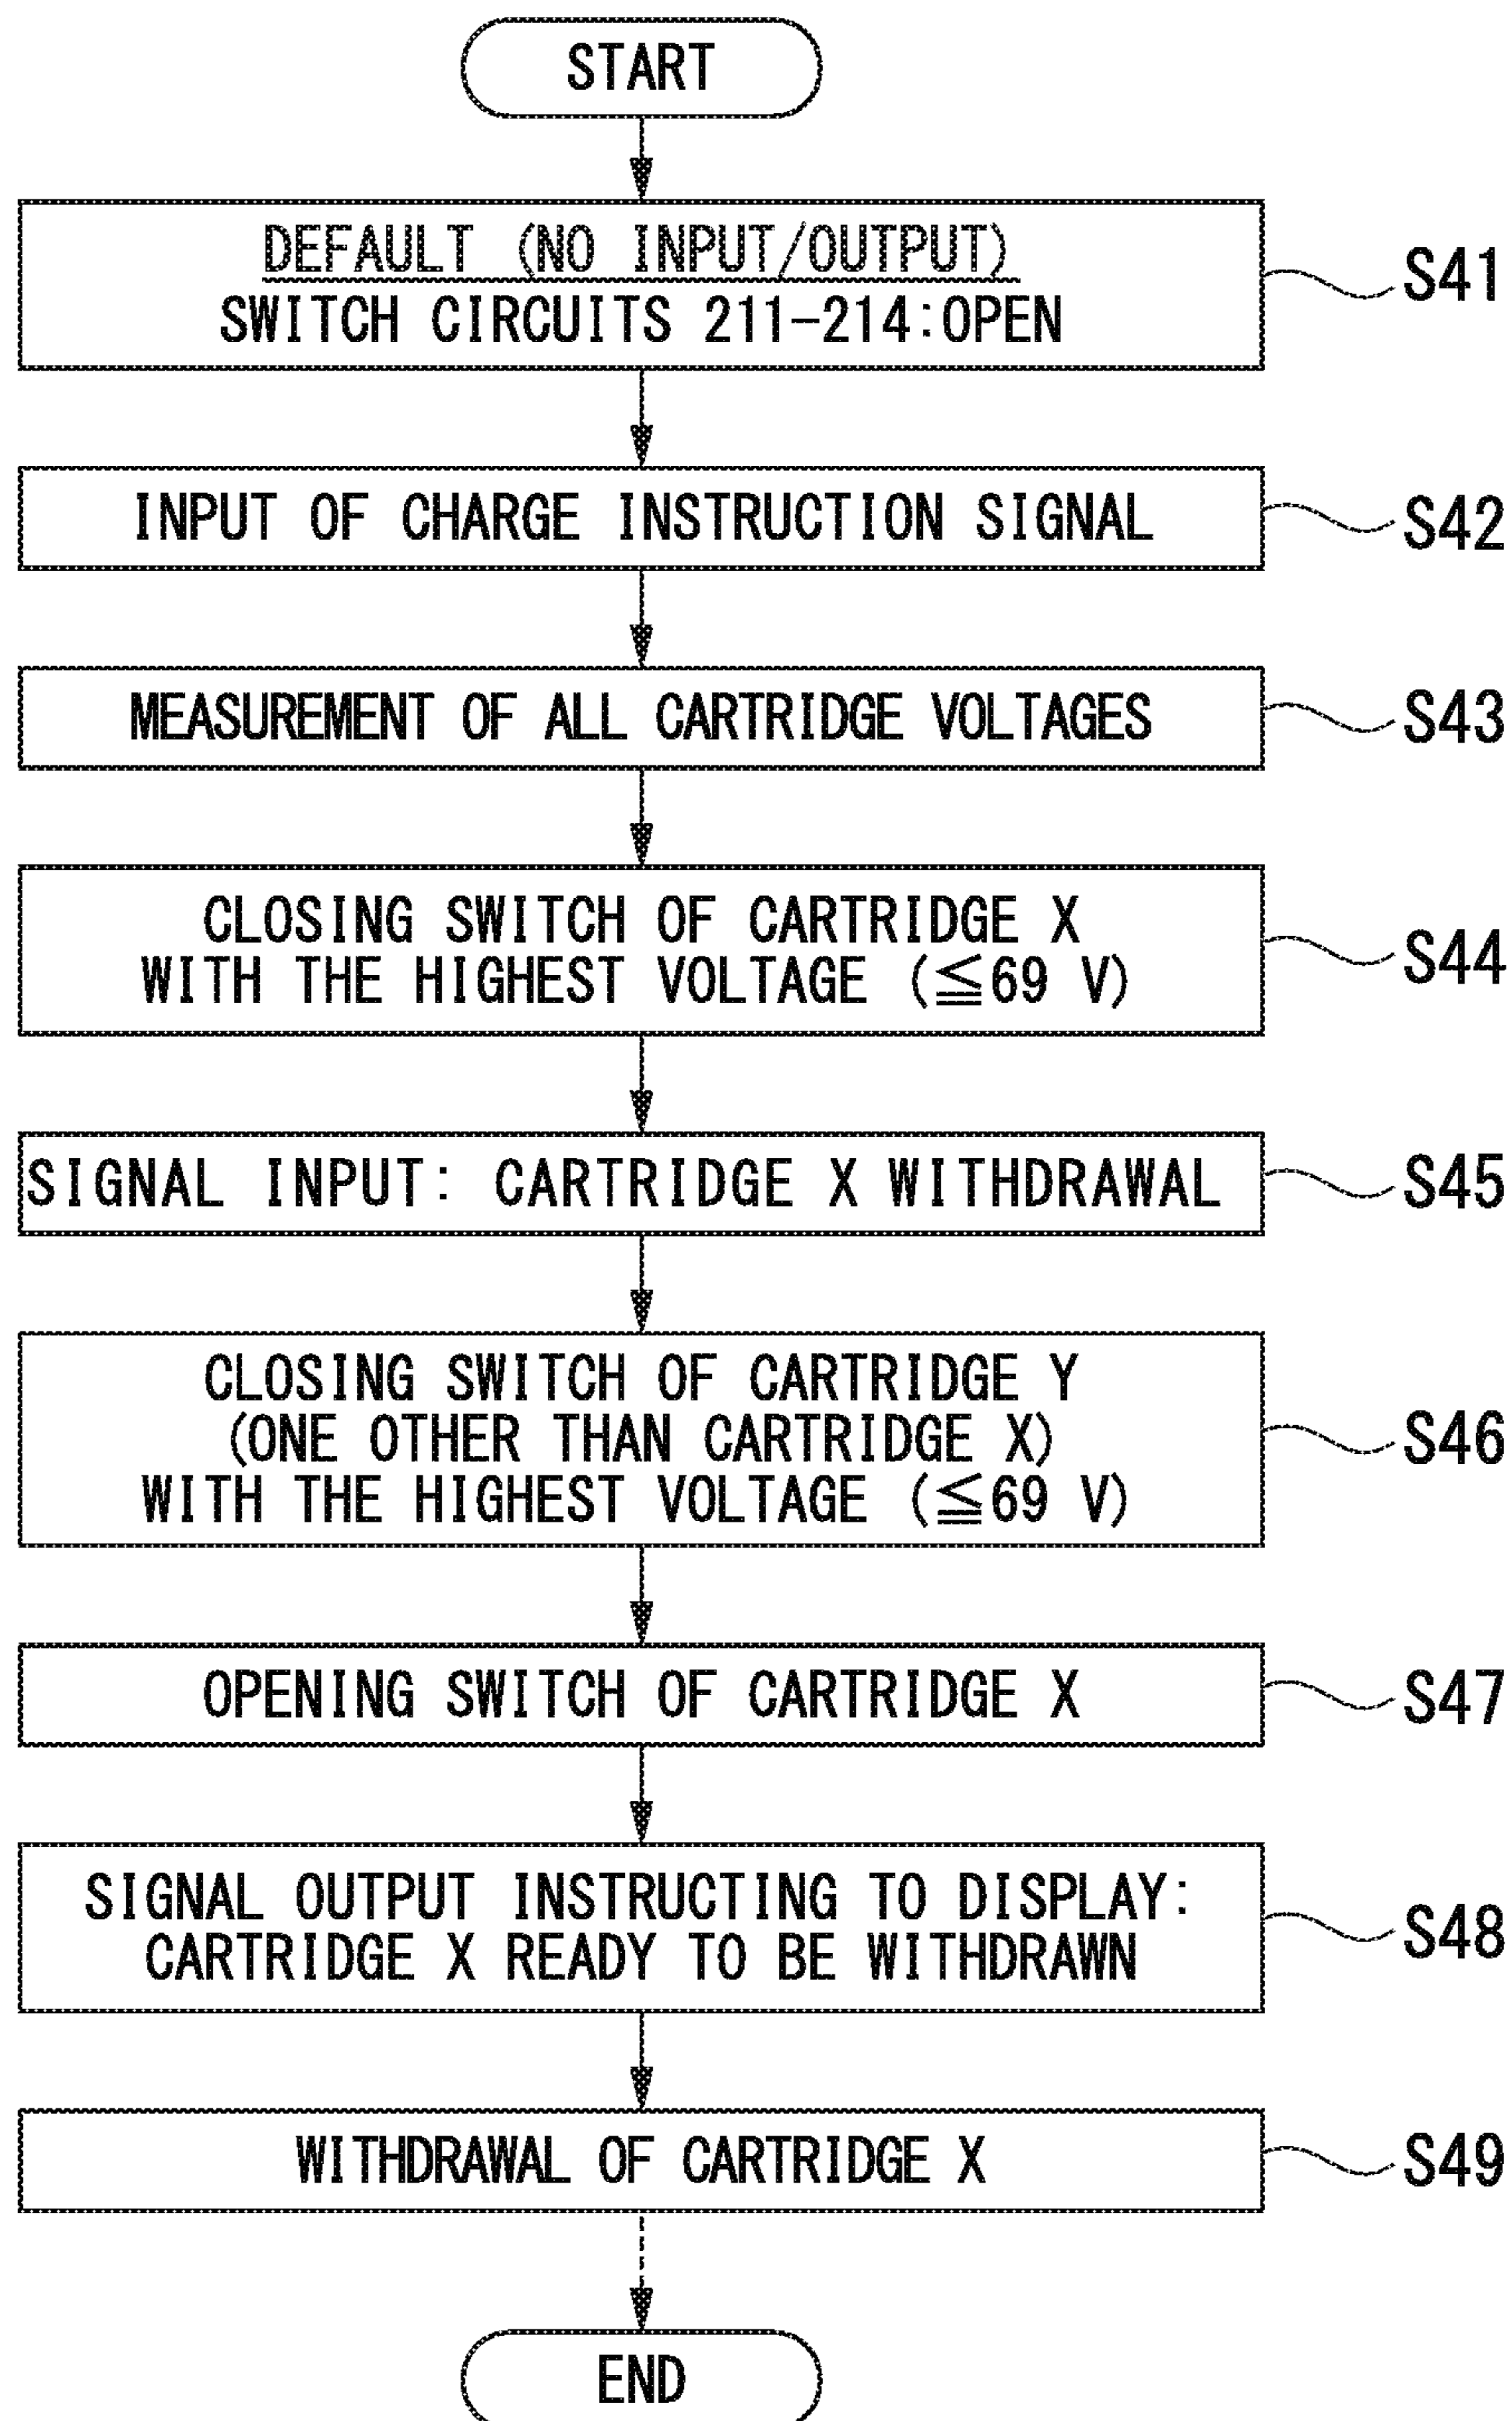 START
DEFAULT (NO INPUT/OUTPUT)
SWITCH CIRCUITS 211-214:OPEN
S41
INPUT OF CHARGE INSTRUCTION SIGNAL
S42
MEASUREMENT OF ALL CARTRIDGE VOLTAGES
S43
CLOSING SWITCH OF CARTRIDGE X
WITH THE HIGHEST VOLTAGE (≦69 V)
S44
SIGNAL INPUT: CARTRIDGE X WITHDRAWAL
S45
CLOSING SWITCH OF CARTRIDGE Y
(ONE OTHER THAN CARTRIDGE X)
WITH THE HIGHEST VOLTAGE (≦69 V)
S46
OPENING SWITCH OF CARTRIDGE X
S47
SIGNAL OUTPUT INSTRUCTING TO DISPLAY:
CARTRIDGE X READY TO BE WITHDRAWN
S48
WITHDRAWAL OF CARTRIDGE X
S49
END